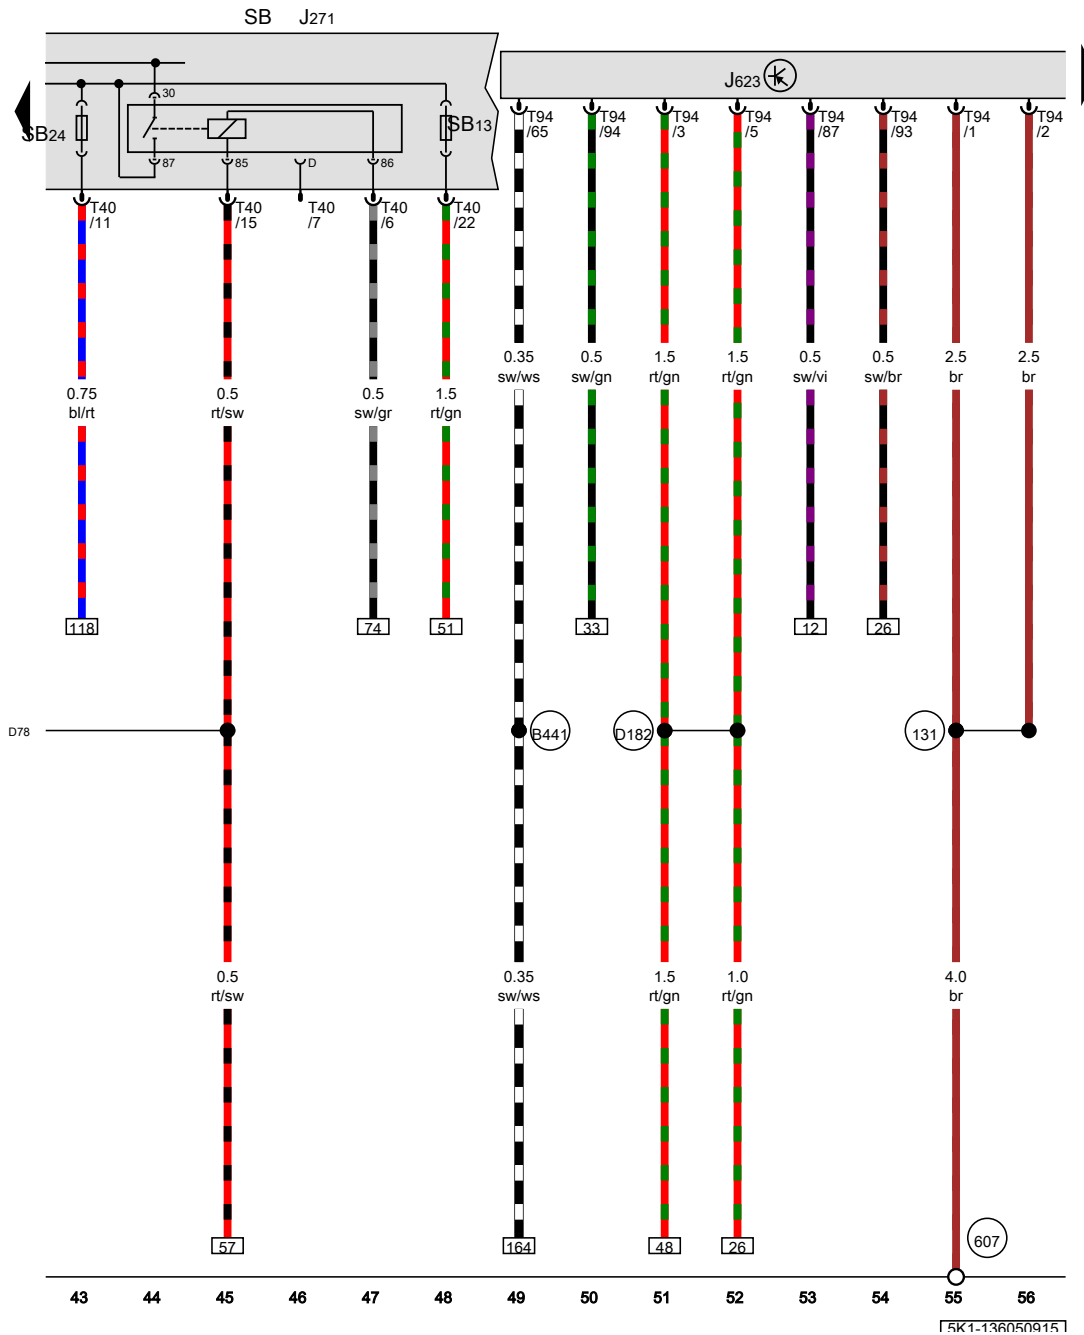 SB J271
J623
30
SB24
SB13
87 85 D 86
T40 /11
T40 /15
T40 /7
T40 /6
T40 /22
T94 /65
T94 /94
T94 /3
T94 /5
T94 /87
T94 /93
T94 /1
T94 /2
0.35 sw/ws
0.5 sw/gn
1.5 rt/gn
1.5 rt/gn
0.5 sw/vi
0.5 sw/br
2.5 br
2.5 br
0.75 bl/rt
0.5 rt/sw
0.5 sw/gr
1.5 rt/gn
118 74 51 33 12 26
D78
B441
D182
131
0.5 rt/sw
0.35 sw/ws
1.5 rt/gn
1.0 rt/gn
4.0 br
57 164 48 26
607
43 44 45 46 47 48 49 50 51 52 53 54 55 56
5K1-136050915